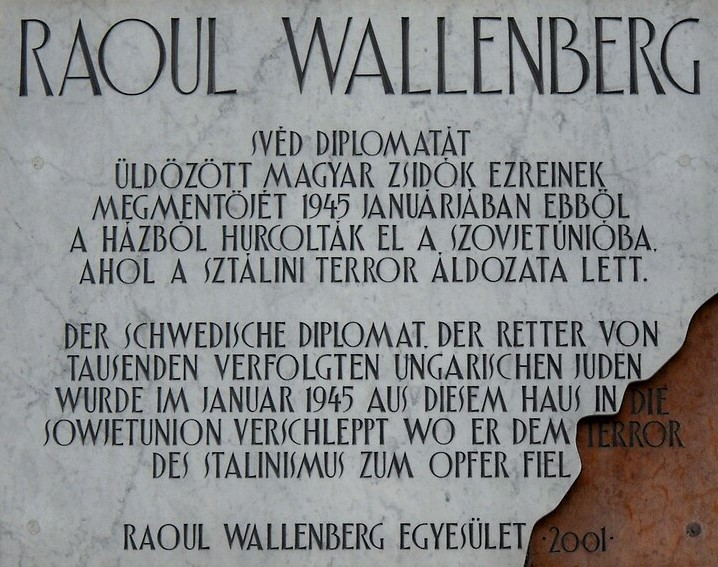 RAOUL WALLENBERG
SVÉD DIPLOMATÁT
ÜLDÖZÖTT MAGYAR ZSIDÓK EZREINEK
MEGMENTŐJÉT 1945 JANUÁRJÁBAN EBBŐL
A HÁZBÓL HURCOLTÁK EL A SZOVJETÚNIÓBA,
AHOL A SZTÁLINI TERROR ÁLDOZATA LETT.
DER SCHWEDISCHE DIPLOMAT, DER RETTER VON
TAUSENDEN VERFOLGTEN UNGARISCHEN JUDEN
WURDE IM JANUAR 1945 AUS DIESEM HAUS IN DIE
SOWJETUNION VERSCHLEPPT WO ER DEM TERROR
DES STALINISMUS ZUM OPFER FIEL
RAOUL WALLENBERG EGYESÜLET ·2001·